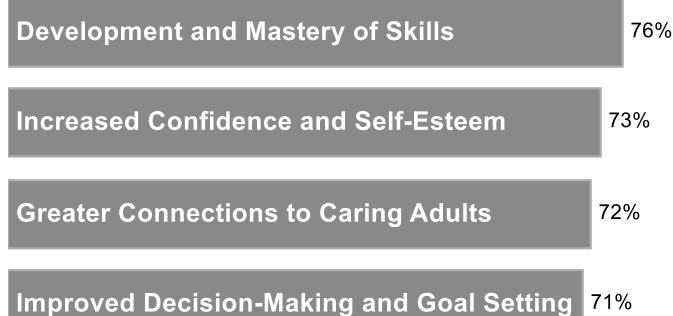 Development and Mastery of Skills 76%
Increased Confidence and Self-Esteem 73%
Greater Connections to Caring Adults 72%
Improved Decision-Making and Goal Setting 71%